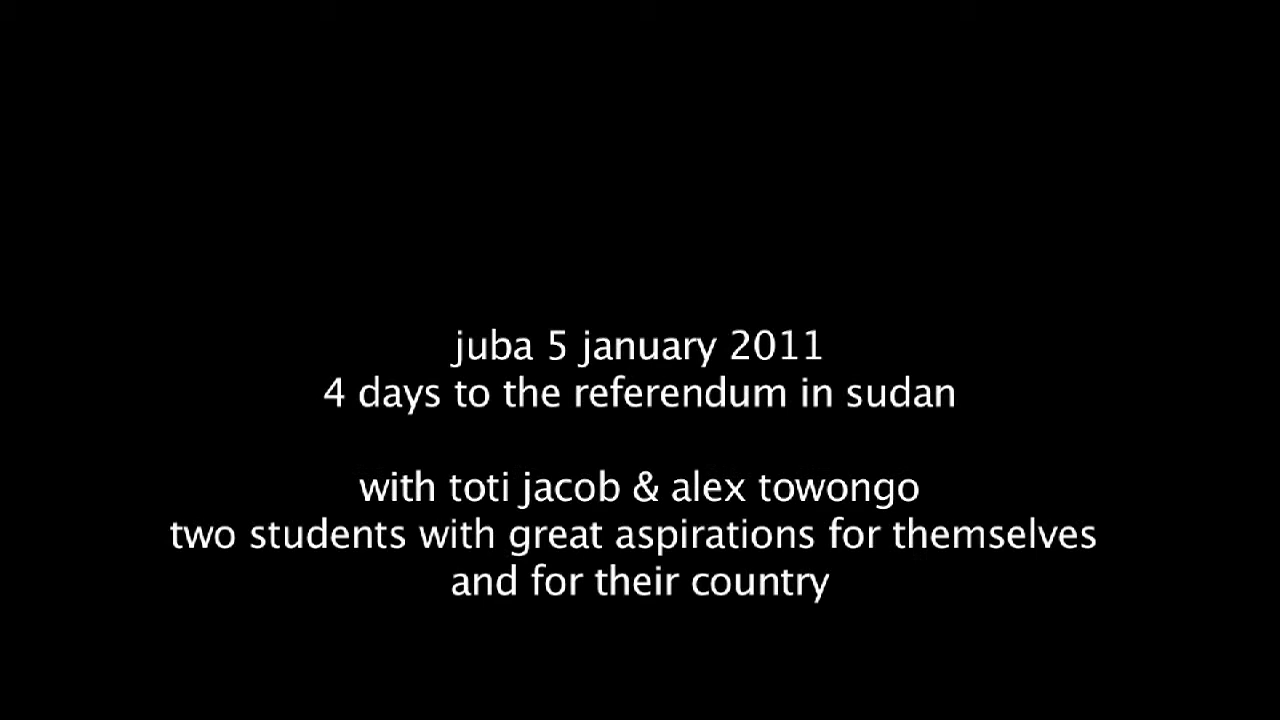 juba 5 january 2011
4 days to the referendum in sudan
with toti jacob & alex towongo
two students with great aspirations for themselves
and for their country